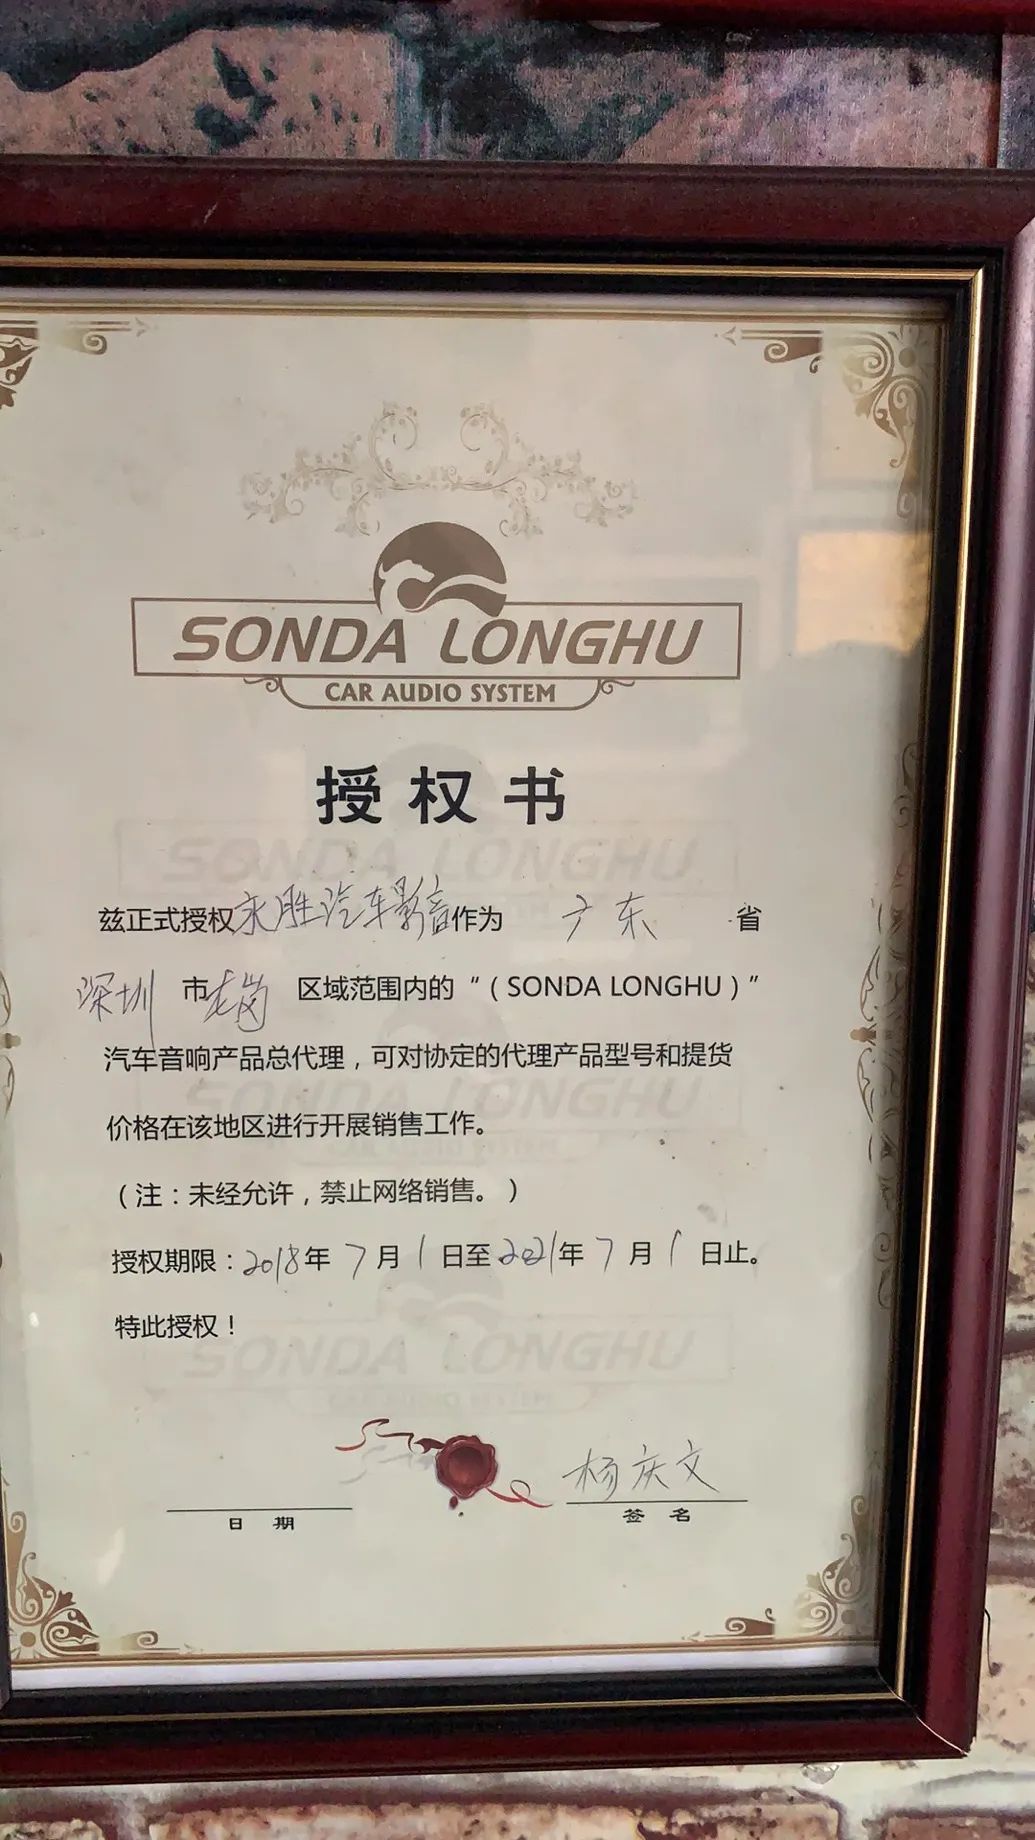 SONDA LONGHU
CAR AUDIO SYSTEM
授权书
兹正式授权永胜汽车影音作为 广东 省
深圳 市龙岗 区域范围内的“（SONDA LONGHU）”
汽车音响产品总代理，可对协定的代理产品型号和提货
价格在该地区进行开展销售工作。
（注：未经允许，禁止网络销售。）
授权期限：2018年 7 月 1 日至2021年 7 月 1 日止。
特此授权！
杨庆文
日 期 签 名